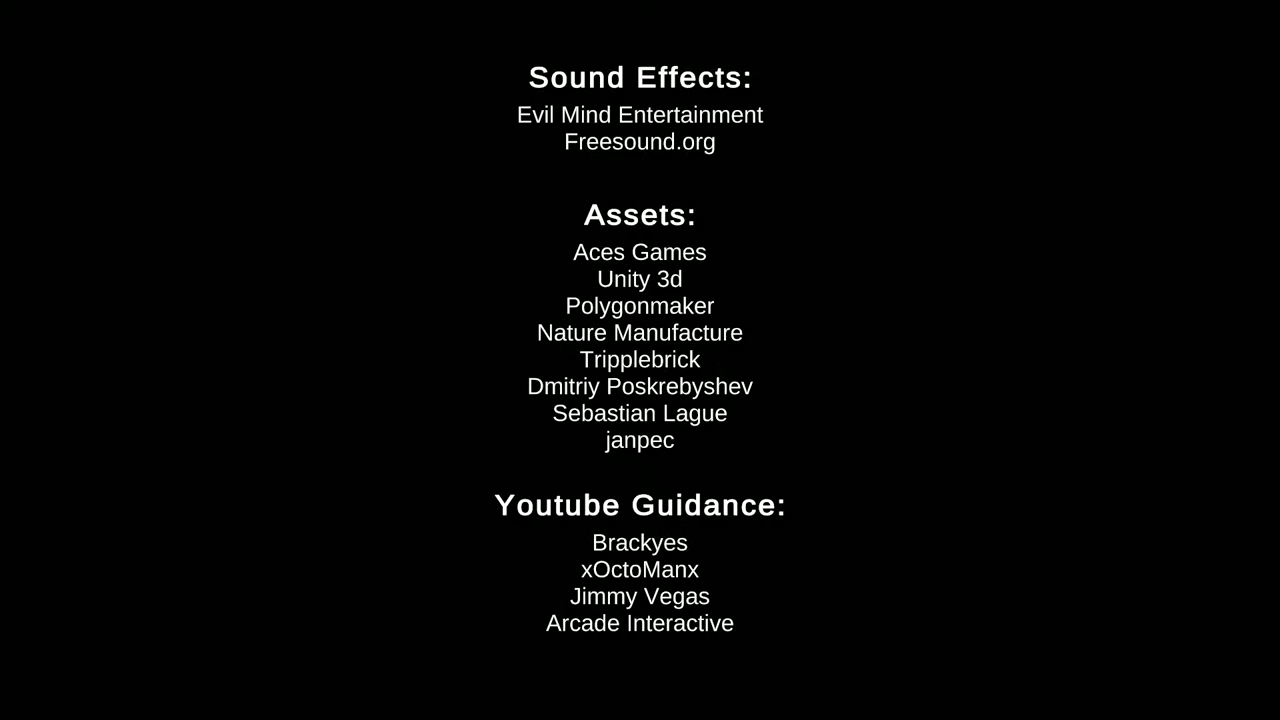 Sound Effects:
Evil Mind Entertainment
Freesound.org
Assets:
Aces Games
Unity 3d
Polygonmaker
Nature Manufacture
Tripplebrick
Dmitriy Poskrebyshev
Sebastian Lague
janpec
Youtube Guidance:
Brackyes
xOctoManx
Jimmy Vegas
Arcade Interactive